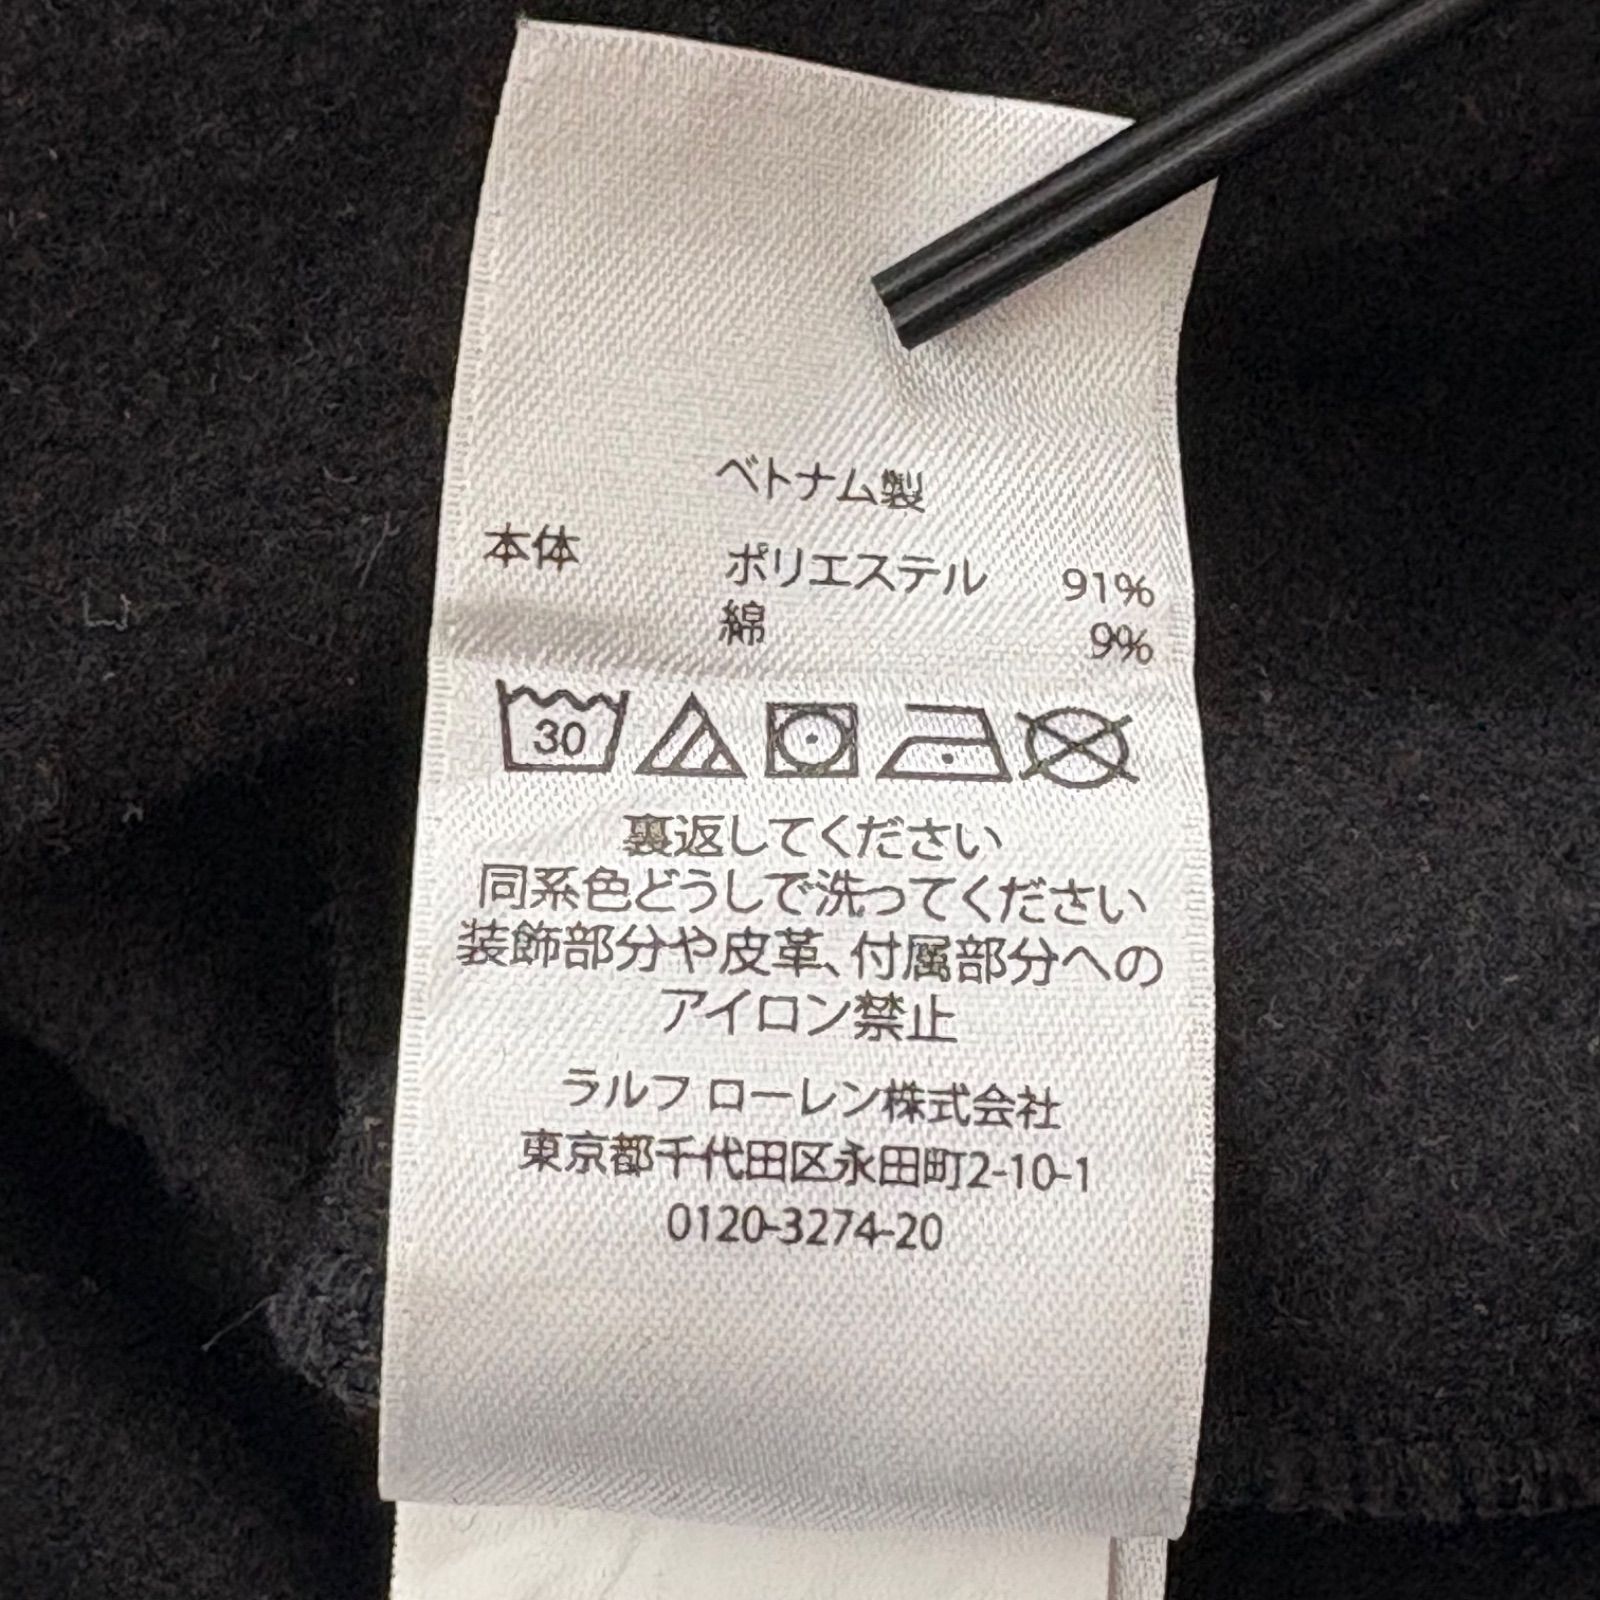 ベトナム製
本体 ポリエステル 91%
綿 9%
30
裏返してください
同系色どうしで洗ってください
装飾部分や皮革、付属部分への
アイロン禁止
ラルフ ローレン株式会社
東京都千代田区永田町2-10-1
0120-3274-20